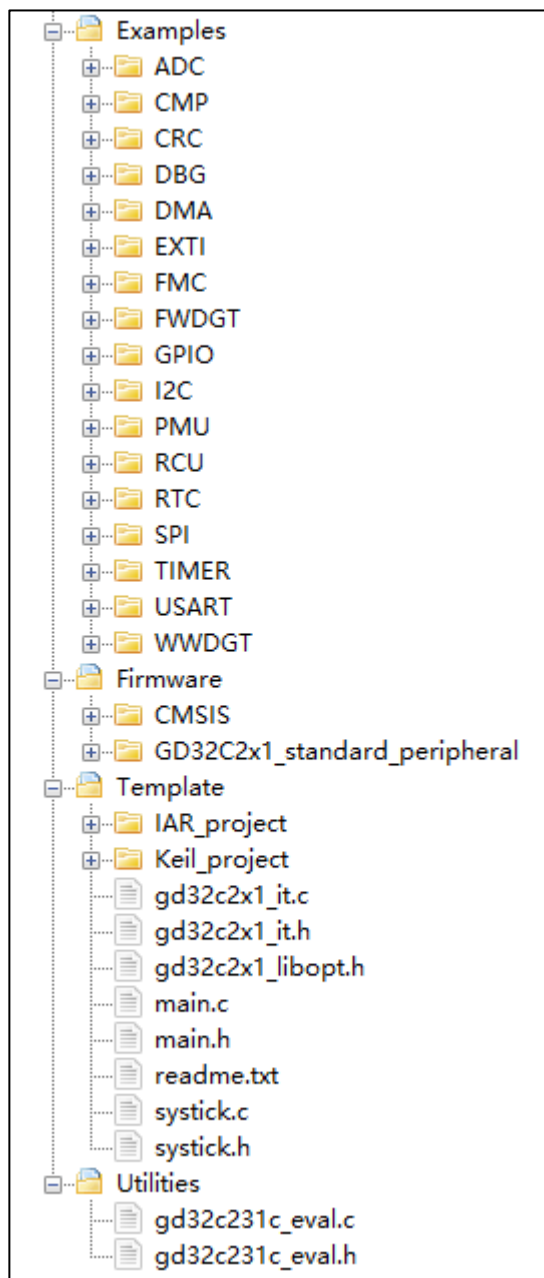 Examples
ADC
CMP
CRC
DBG
DMA
EXTI
FMC
FWDGT
GPIO
I2C
PMU
RCU
RTC
SPI
TIMER
USART
WWDGT
Firmware
CMSIS
GD32C2x1_standard_peripheral
Template
IAR_project
Keil_project
gd32c2x1_it.c
gd32c2x1_it.h
gd32c2x1_libopt.h
main.c
main.h
readme.txt
systick.c
systick.h
Utilities
gd32c231c_eval.c
gd32c231c_eval.h